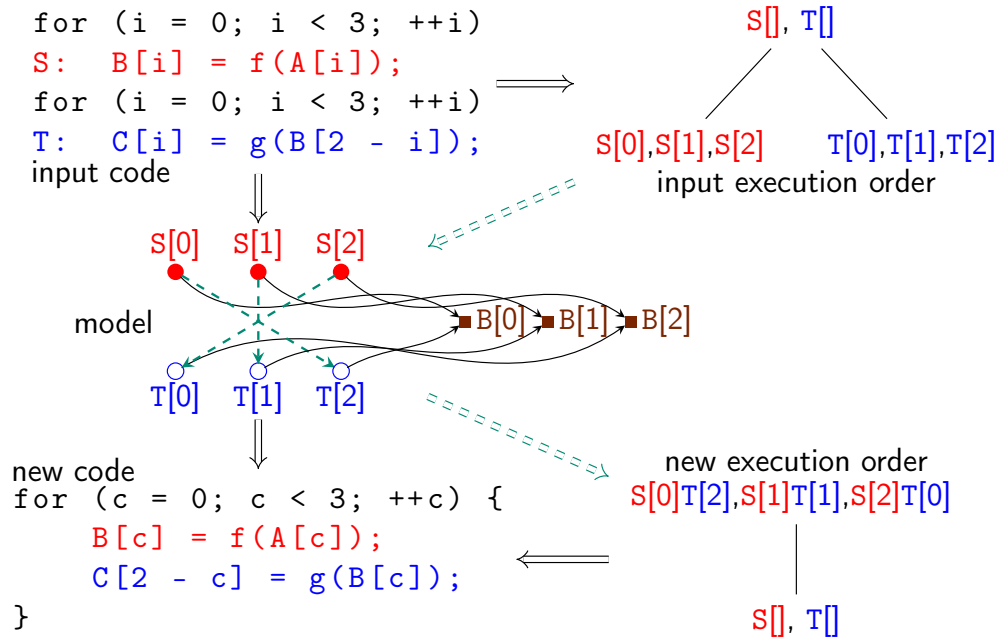 for (i = 0; i < 3; ++i)
S: B[i] = f(A[i]);
for (i = 0; i < 3; ++i)
T: C[i] = g(B[2 - i]);
input code
S[], T[]
S[0],S[1],S[2] T[0],T[1],T[2]
input execution order
S[0] S[1] S[2]
model
B[0] B[1] B[2]
T[0] T[1] T[2]
new code
for (c = 0; c < 3; ++c) {
B[c] = f(A[c]);
C[2 - c] = g(B[c]);
}
new execution order
S[0]T[2],S[1]T[1],S[2]T[0]
S[], T[]